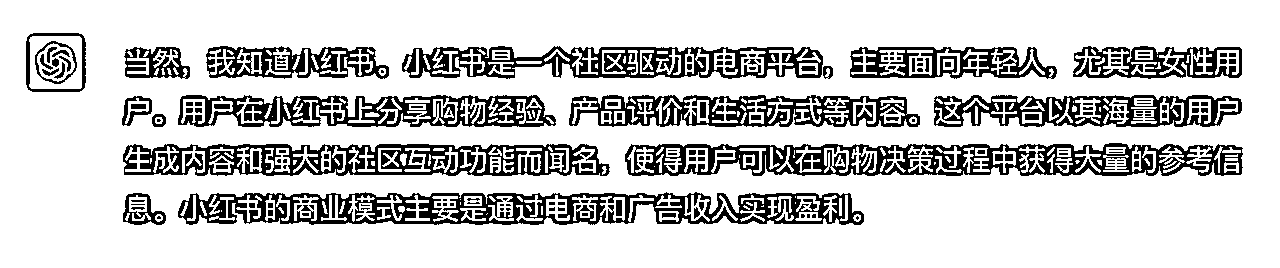 当然，我知道小红书。小红书是一个社区驱动的电商平台，主要面向年轻人，尤其是女性用
户。用户在小红书上分享购物经验、产品评价和生活方式等内容。这个平台以其海量的用户
生成内容和强大的社区互动功能而闻名，使得用户可以在购物决策过程中获得大量的参考信
息。小红书的商业模式主要是通过电商和广告收入实现盈利。